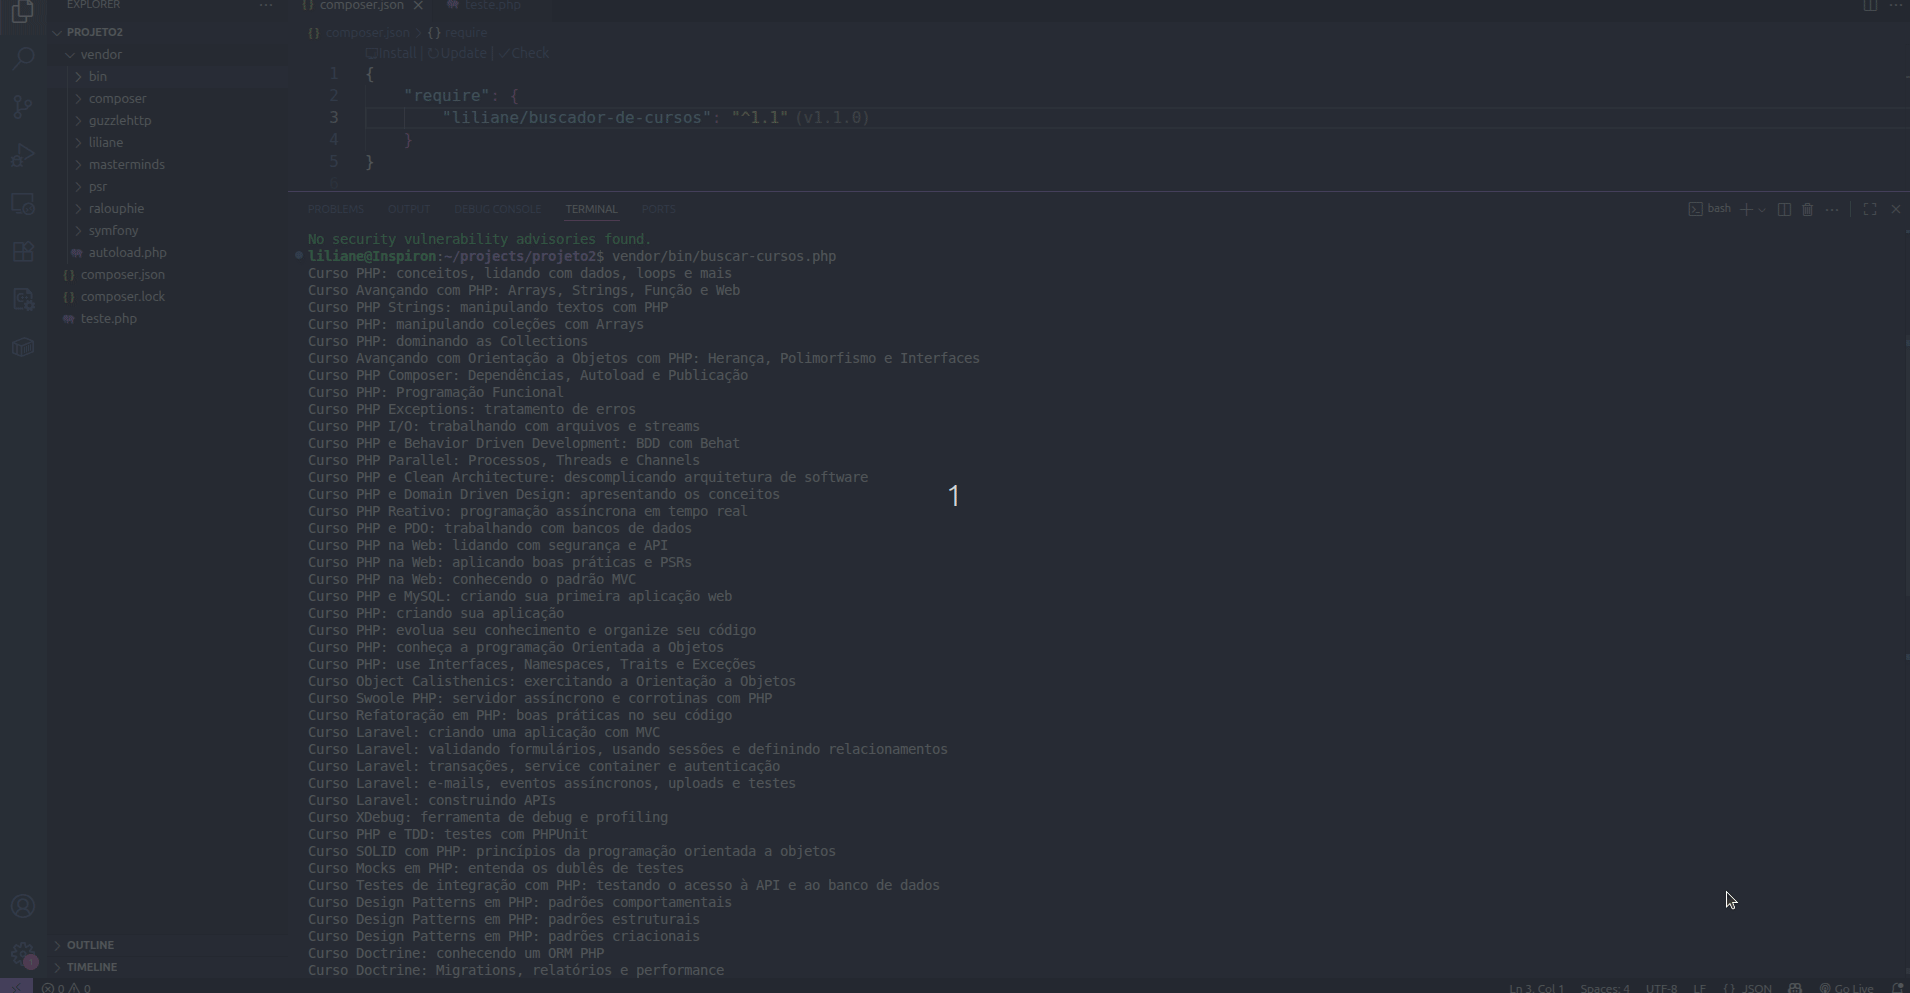 EXPLORER
PROJETO2
vendor
bin
composer
guzzlehttp
liliane
masterminds
psr
ralouphie
symfony
autoload.php
composer.json
composer.lock
teste.php
OUTLINE
TIMELINE
composer.json
teste.php
composer.json > {} require
Install | Update | Check
1 {
2 "require": {
3 "liliane/buscador-de-cursos": "^1.1" (v1.1.0)
4 }
5 }
6
PROBLEMS OUTPUT DEBUG CONSOLE TERMINAL PORTS
bash
No security vulnerability advisories found.
liliane@Inspiron:~/projects/projeto2$ vendor/bin/buscar-cursos.php
Curso PHP: conceitos, lidando com dados, loops e mais
Curso Avançando com PHP: Arrays, Strings, Função e Web
Curso PHP Strings: manipulando textos com PHP
Curso PHP: manipulando coleções com Arrays
Curso PHP: dominando as Collections
Curso Avançando com Orientação a Objetos com PHP: Herança, Polimorfismo e Interfaces
Curso PHP Composer: Dependências, Autoload e Publicação
Curso PHP: Programação Funcional
Curso PHP Exceptions: tratamento de erros
Curso PHP I/O: trabalhando com arquivos e streams
Curso PHP e Behavior Driven Development: BDD com Behat
Curso PHP Parallel: Processos, Threads e Channels
Curso PHP e Clean Architecture: descomplicando arquitetura de software
Curso PHP e Domain Driven Design: apresentando os conceitos
Curso PHP Reativo: programação assíncrona em tempo real
Curso PHP e PDO: trabalhando com bancos de dados
Curso PHP na Web: lidando com segurança e API
Curso PHP na Web: aplicando boas práticas e PSRs
Curso PHP na Web: conhecendo o padrão MVC
Curso PHP e MySQL: criando sua primeira aplicação web
Curso PHP: criando sua aplicação
Curso PHP: evolua seu conhecimento e organize seu código
Curso PHP: conheça a programação Orientada a Objetos
Curso PHP: use Interfaces, Namespaces, Traits e Exceções
Curso Object Calisthenics: exercitando a Orientação a Objetos
Curso Swoole PHP: servidor assíncrono e corrotinas com PHP
Curso Refatoração em PHP: boas práticas no seu código
Curso Laravel: criando uma aplicação com MVC
Curso Laravel: validando formulários, usando sessões e definindo relacionamentos
Curso Laravel: transações, service container e autenticação
Curso Laravel: e-mails, eventos assíncronos, uploads e testes
Curso Laravel: construindo APIs
Curso XDebug: ferramenta de debug e profiling
Curso PHP e TDD: testes com PHPUnit
Curso SOLID com PHP: princípios da programação orientada a objetos
Curso Mocks em PHP: entenda os dublês de testes
Curso Testes de integração com PHP: testando o acesso à API e ao banco de dados
Curso Design Patterns em PHP: padrões comportamentais
Curso Design Patterns em PHP: padrões estruturais
Curso Design Patterns em PHP: padrões criacionais
Curso Doctrine: conhecendo um ORM PHP
Curso Doctrine: Migrations, relatórios e performance
1
1
0 0
Ln 3, Col 1 Spaces: 4 UTF-8 LF {} JSON Go Live